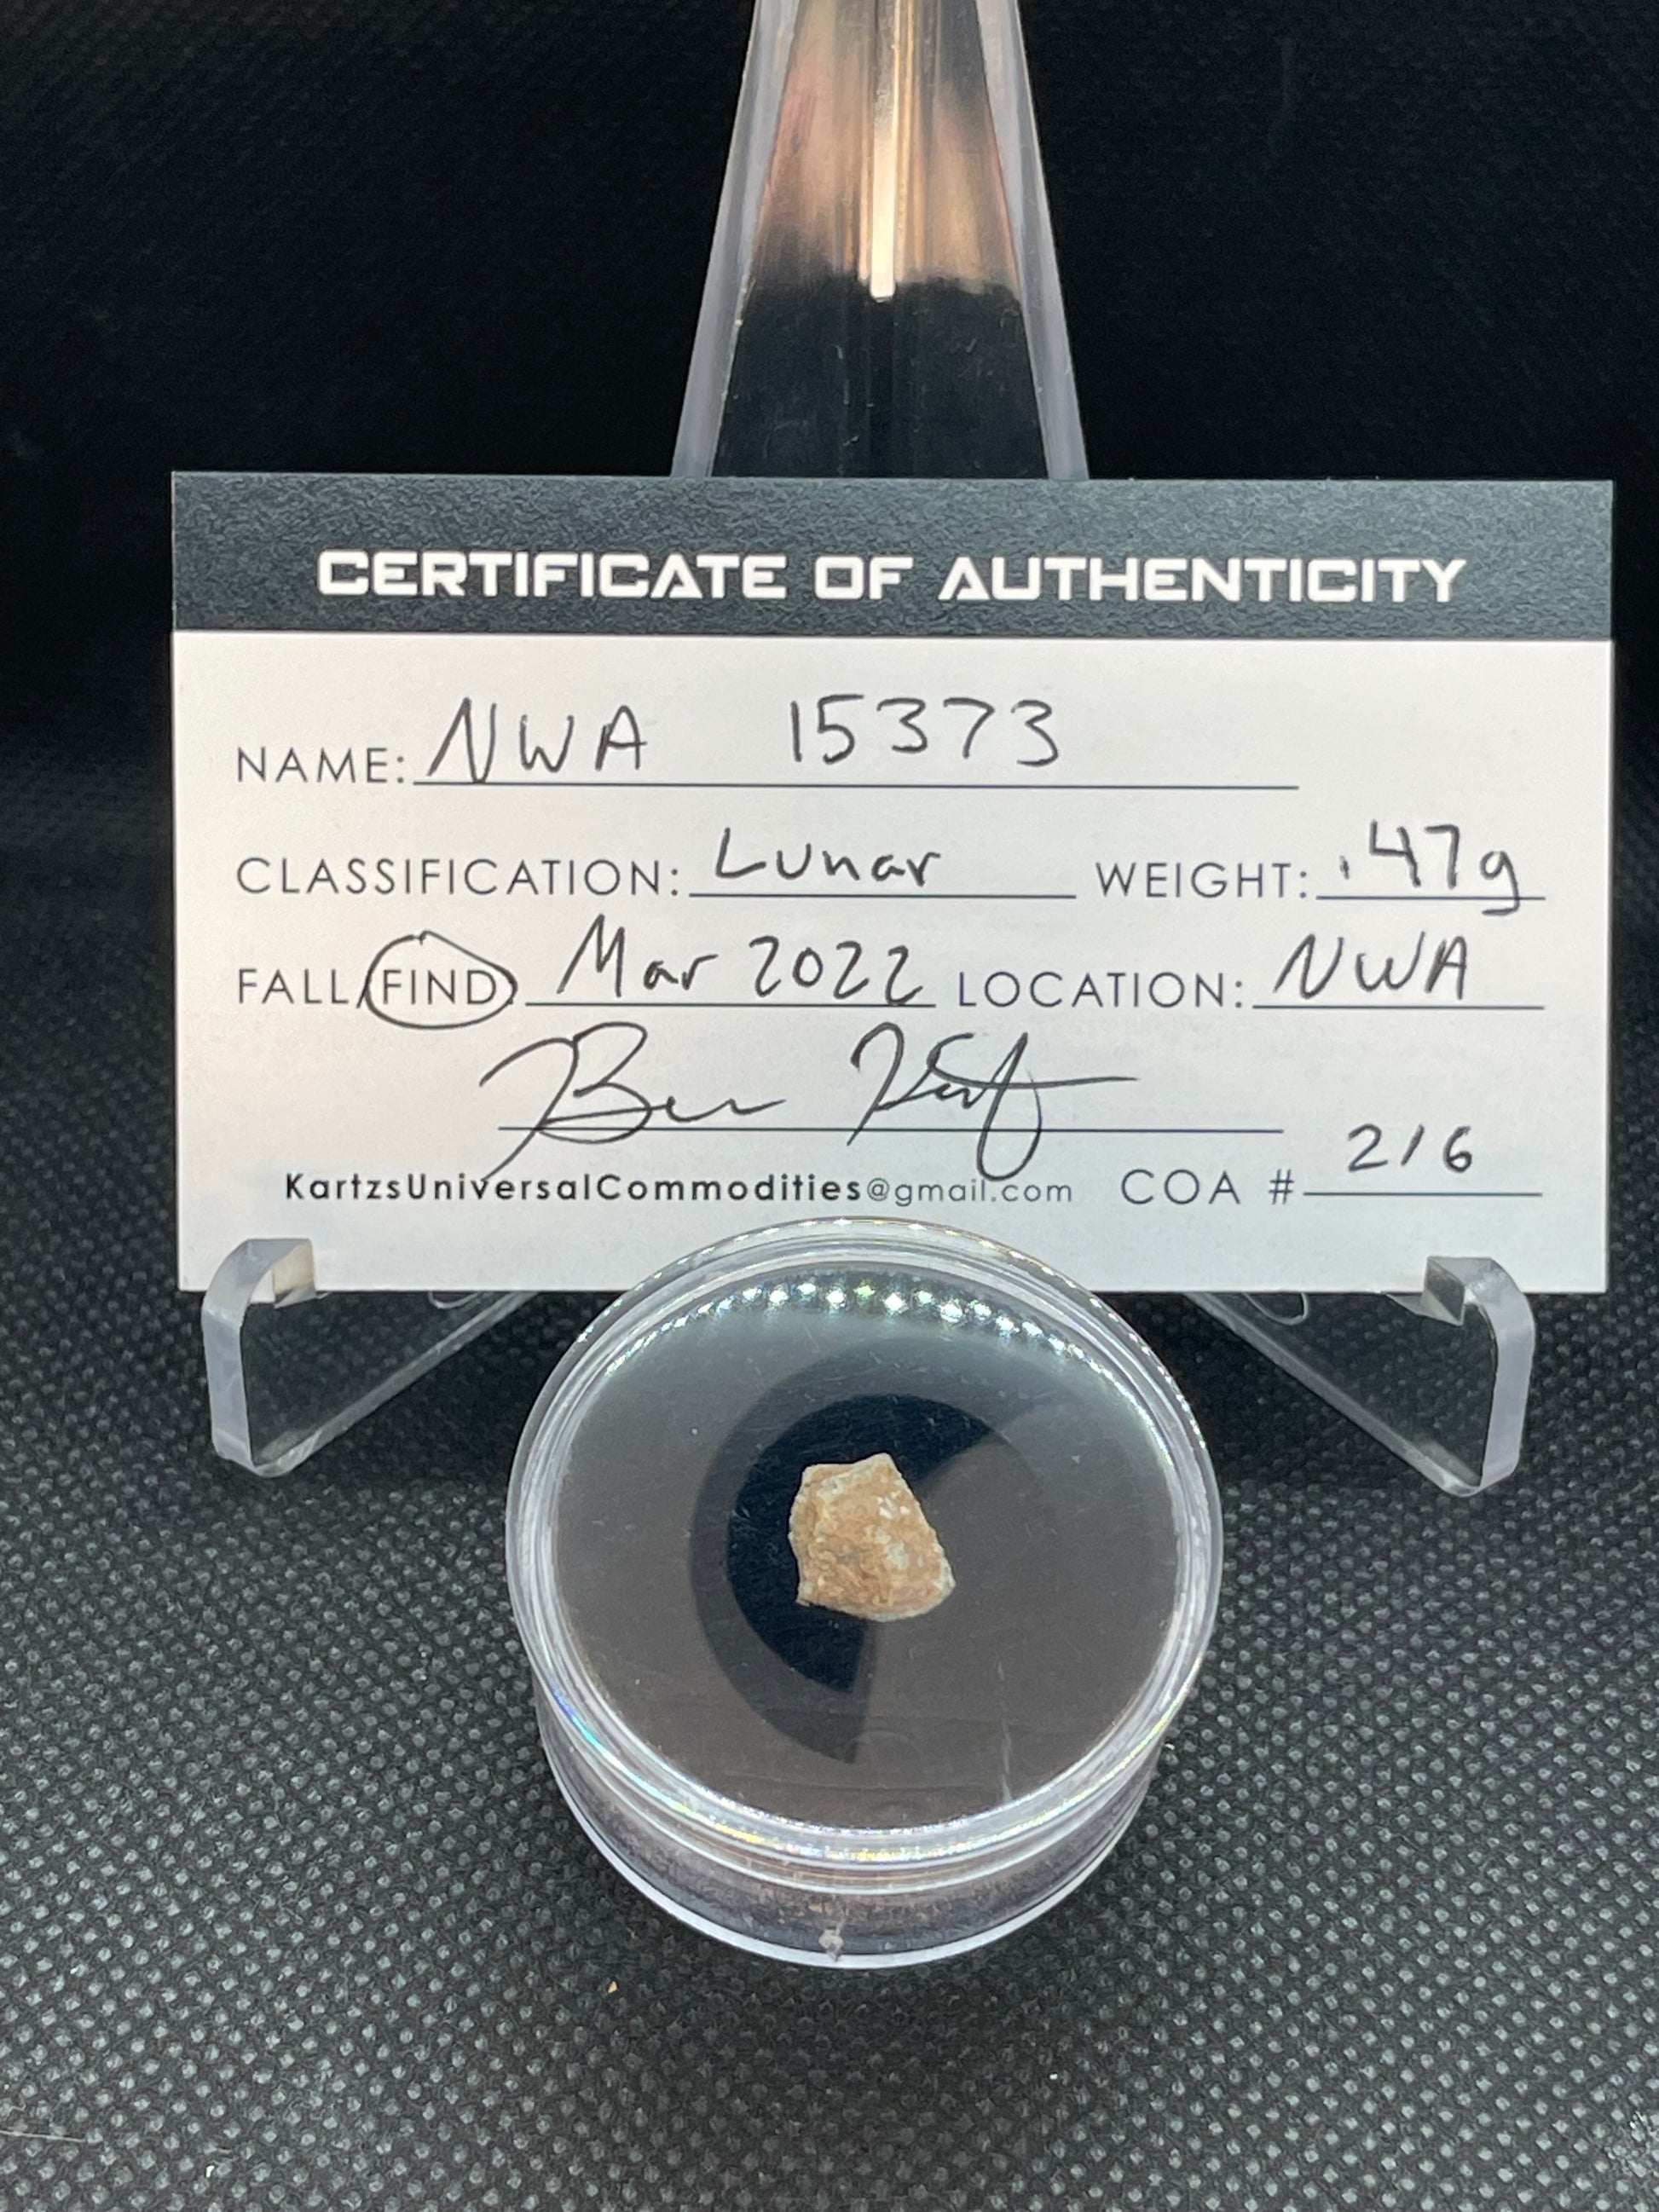 CERTIFICATE OF AUTHENTICITY
NAME: NWA 15373
CLASSIFICATION: Lunar WEIGHT: .47g
FALL/FIND: Mar 2022 LOCATION: NWA
Ben
KartzsUniversalCommodities@gmail.com COA # 216